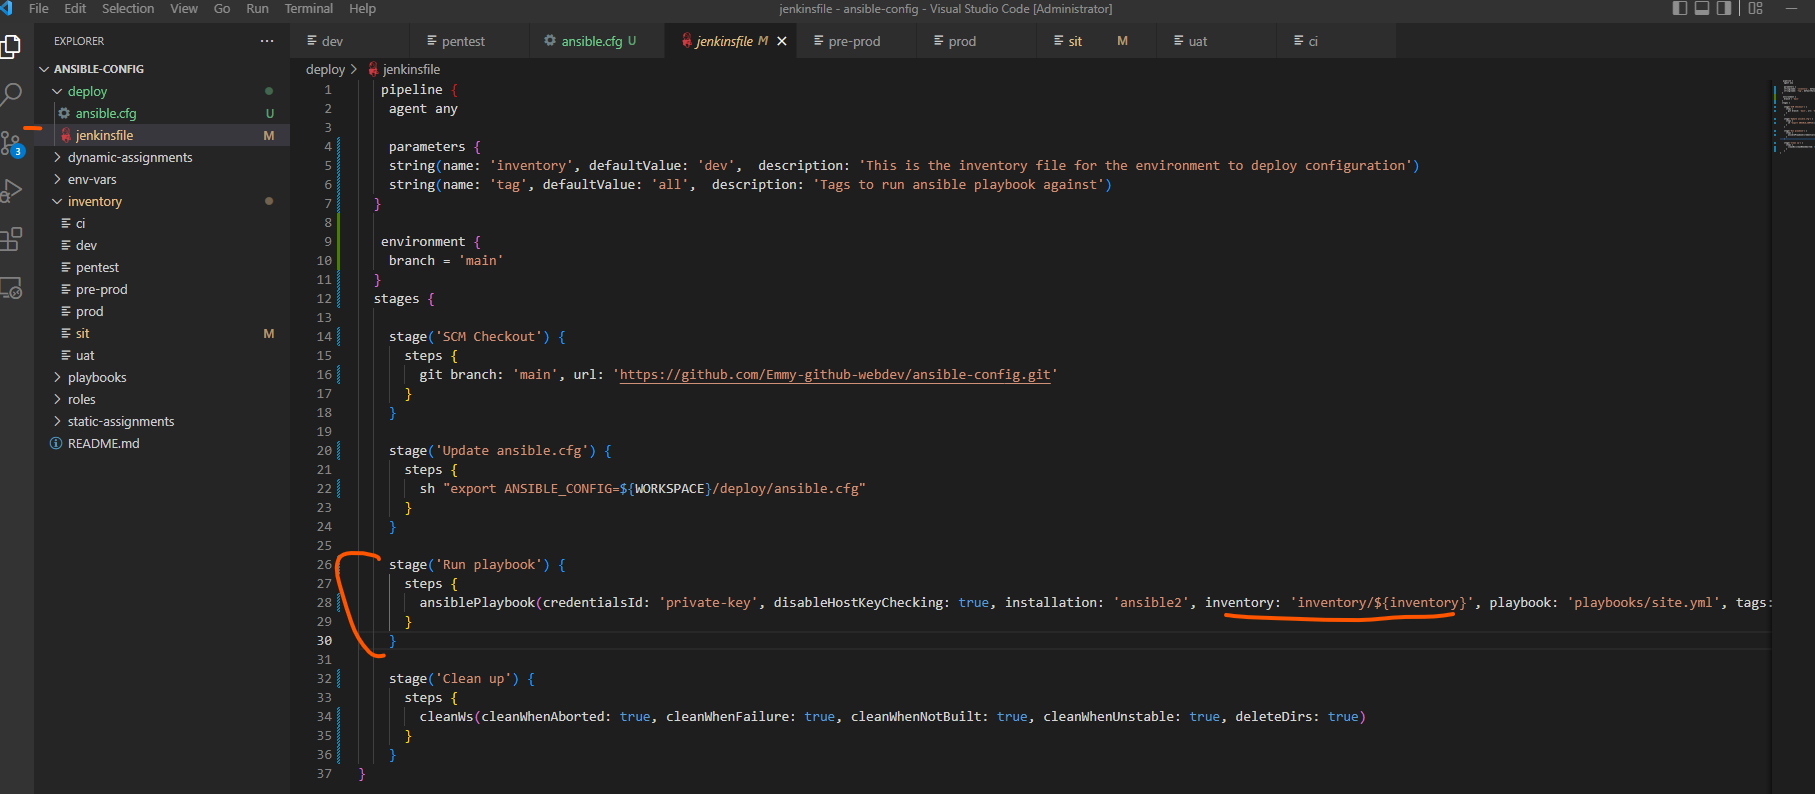 File Edit Selection View Go Run Terminal Help
jenkinsfile - ansible-config - Visual Studio Code [Administrator]
EXPLORER
ANSIBLE-CONFIG
deploy
ansible.cfg U
jenkinsfile M
dynamic-assignments
env-vars
inventory
ci
dev
pentest
pre-prod
prod
sit M
uat
playbooks
roles
static-assignments
README.md
3
dev pentest ansible.cfg U jenkinsfile M pre-prod prod sit M uat ci
deploy > jenkinsfile
1 pipeline {
2 agent any
3
4 parameters {
5 string(name: 'inventory', defaultValue: 'dev',  description: 'This is the inventory file for the environment to deploy configuration')
6 string(name: 'tag', defaultValue: 'all',  description: 'Tags to run ansible playbook against')
7 }
8
9 environment {
10 branch = 'main'
11 }
12 stages {
13
14 stage('SCM Checkout') {
15 steps {
16 git branch: 'main', url: 'https://github.com/Emmy-github-webdev/ansible-config.git'
17 }
18 }
19
20 stage('Update ansible.cfg') {
21 steps {
22 sh "export ANSIBLE_CONFIG=${WORKSPACE}/deploy/ansible.cfg"
23 }
24 }
25
26 stage('Run playbook') {
27 steps {
28 ansiblePlaybook(credentialsId: 'private-key', disableHostKeyChecking: true, installation: 'ansible2', inventory: 'inventory/${inventory}', playbook: 'playbooks/site.yml', tags:
29 }
30 }
31
32 stage('Clean up') {
33 steps {
34 cleanWs(cleanWhenAborted: true, cleanWhenFailure: true, cleanWhenNotBuilt: true, cleanWhenUnstable: true, deleteDirs: true)
35 }
36 }
37 }